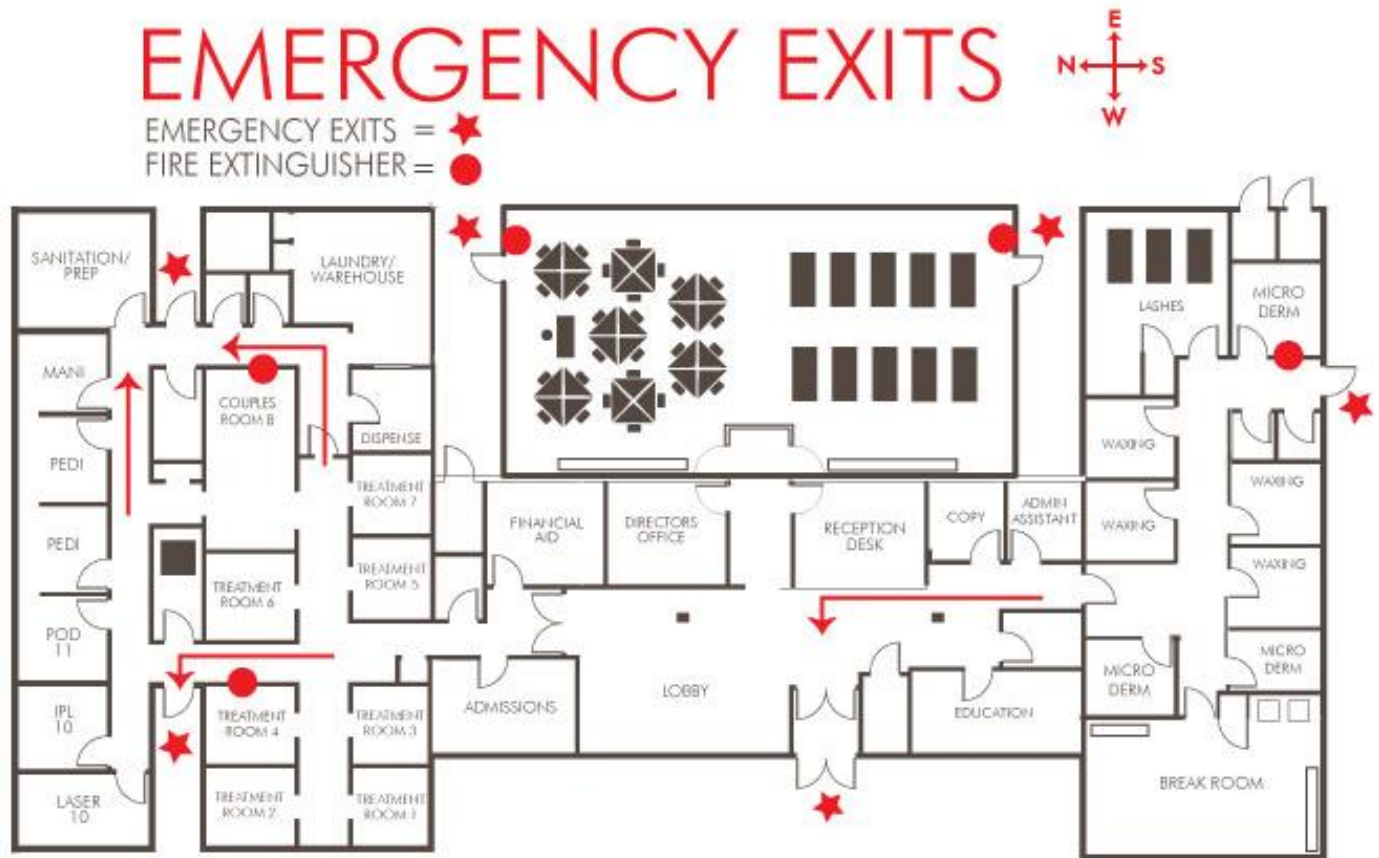 EMERGENCY EXITS
E
N S
W
EMERGENCY EXITS =
FIRE EXTINGUISHER =
SANITATION/
PREP
LAUNDRY/
WAREHOUSE
LASHES
MICRO
DERM
MANI
COUPLES
ROOM 8
DISPENSE
WAXING
PEDI
TREATMENT
ROOM 7
WAXING
PEDI
FINANCIAL
AID
DIRECTORS
OFFICE
RECEPTION
DESK
COPY
ADMIN
ASSISTANT
WAXING
TREATMENT
ROOM 5
WAXING
TREATMENT
ROOM 6
POD
11
MICRO
DERM
MICRO
DERM
IPL
10
TREATMENT
ROOM 4
TREATMENT
ROOM 3
ADMISSIONS
LOBBY
EDUCATION
LASER
10
TREATMENT
ROOM 2
TREATMENT
ROOM 1
BREAK ROOM